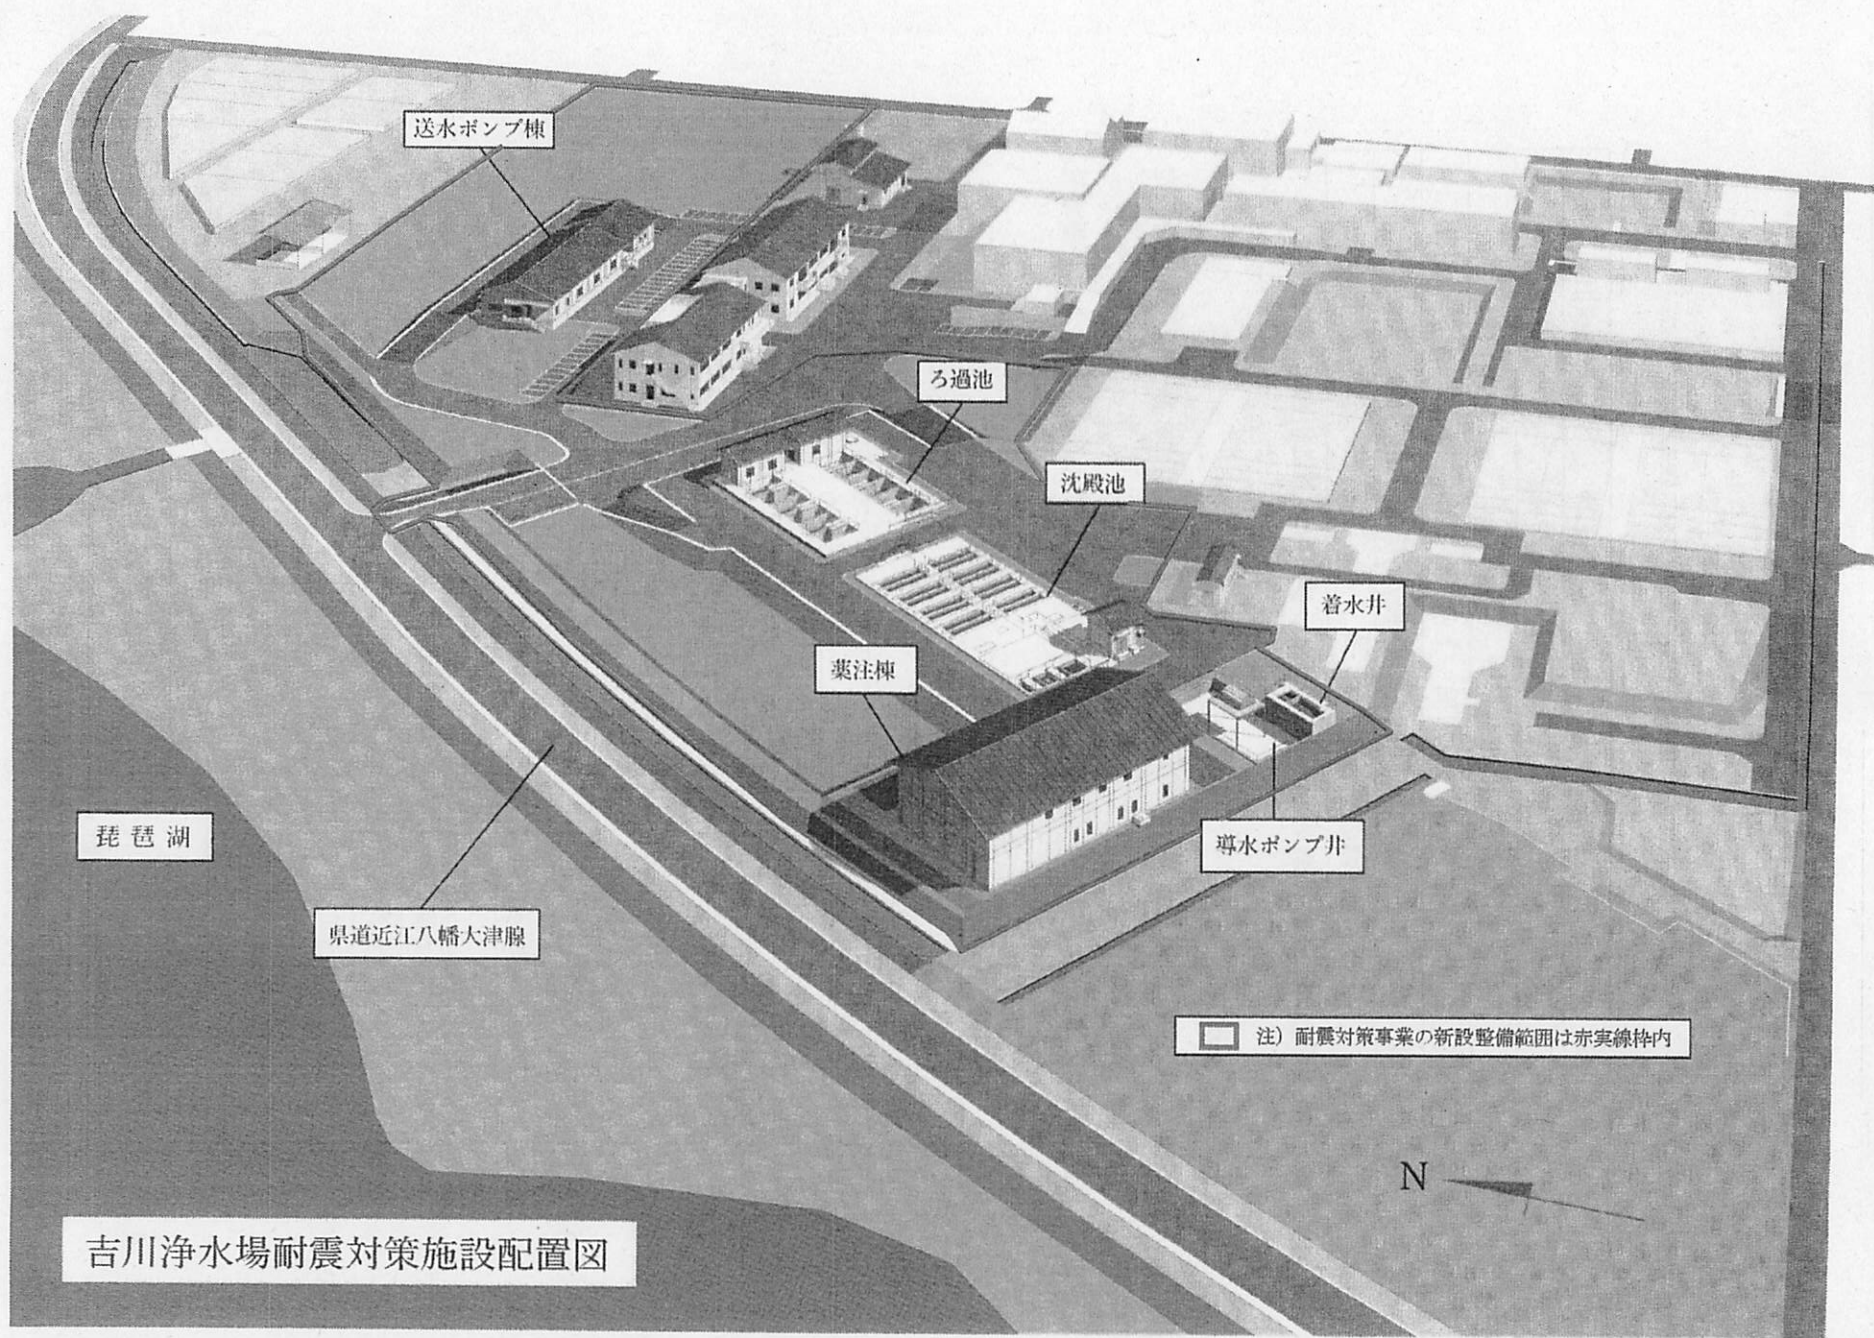 送水ポンプ棟
ろ過池
沈殿池
着水井
薬注棟
琵琶湖
導水ポンプ井
県道近江八幡大津腺
注）耐震対策事業の新設整備範囲は赤実線枠内
N
吉川浄水場耐震対策施設配置図